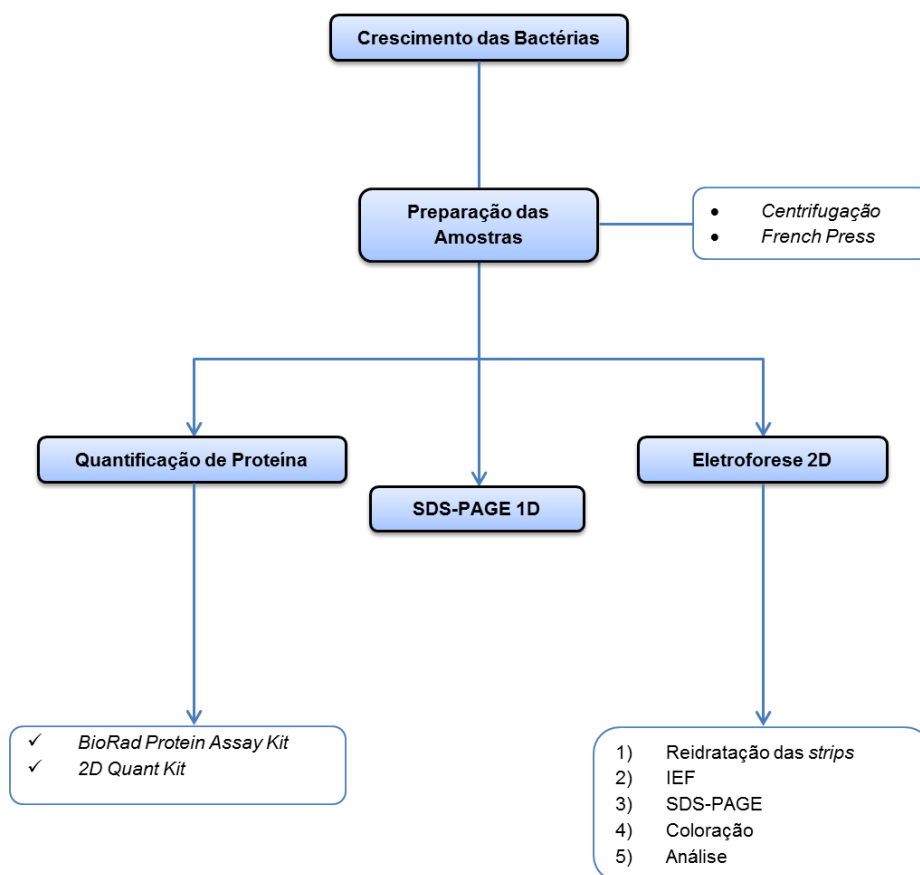 Crescimento das Bactérias
Preparação das
Amostras
• Centrifugação
• French Press
Quantificação de Proteína
SDS-PAGE 1D
Eletroforese 2D
✓ BioRad Protein Assay Kit
✓ 2D Quant Kit
1) Reidratação das strips
2) IEF
3) SDS-PAGE
4) Coloração
5) Análise